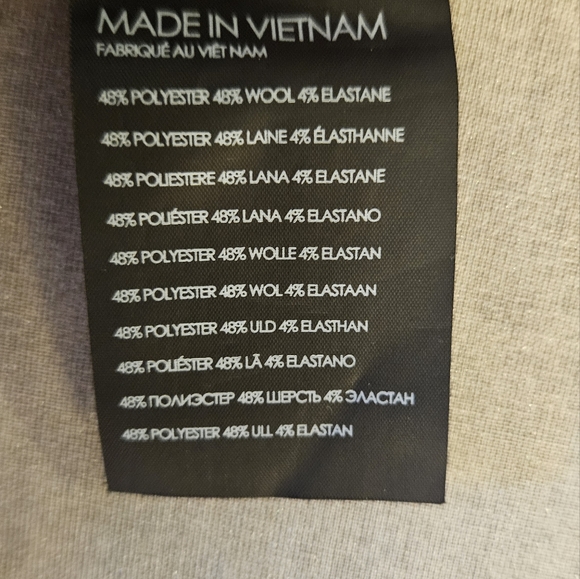 MADE IN VIETNAM
FABRIQUÉ AU VIÊT NAM
48% POLYESTER 48% WOOL 4% ELASTANE
48% POLYESTER 48% LAINE 4% ÉLASTHANNE
48% POLIESTERE 48% LANA 4% ELASTANE
48% POLIÉSTER 48% LANA 4% ELASTANO
48% POLYESTER 48% WOLLE 4% ELASTAN
48% POLYESTER 48% WOL 4% ELASTAAN
48% POLYESTER 48% ULD 4% ELASTHAN
48% POLIÉSTER 48% LÃ 4% ELASTANO
48% ПОЛИЭСТЕР 48% ШЕРСТЬ 4% ЭЛАСТАН
48% POLYESTER 48% ULL 4% ELASTAN